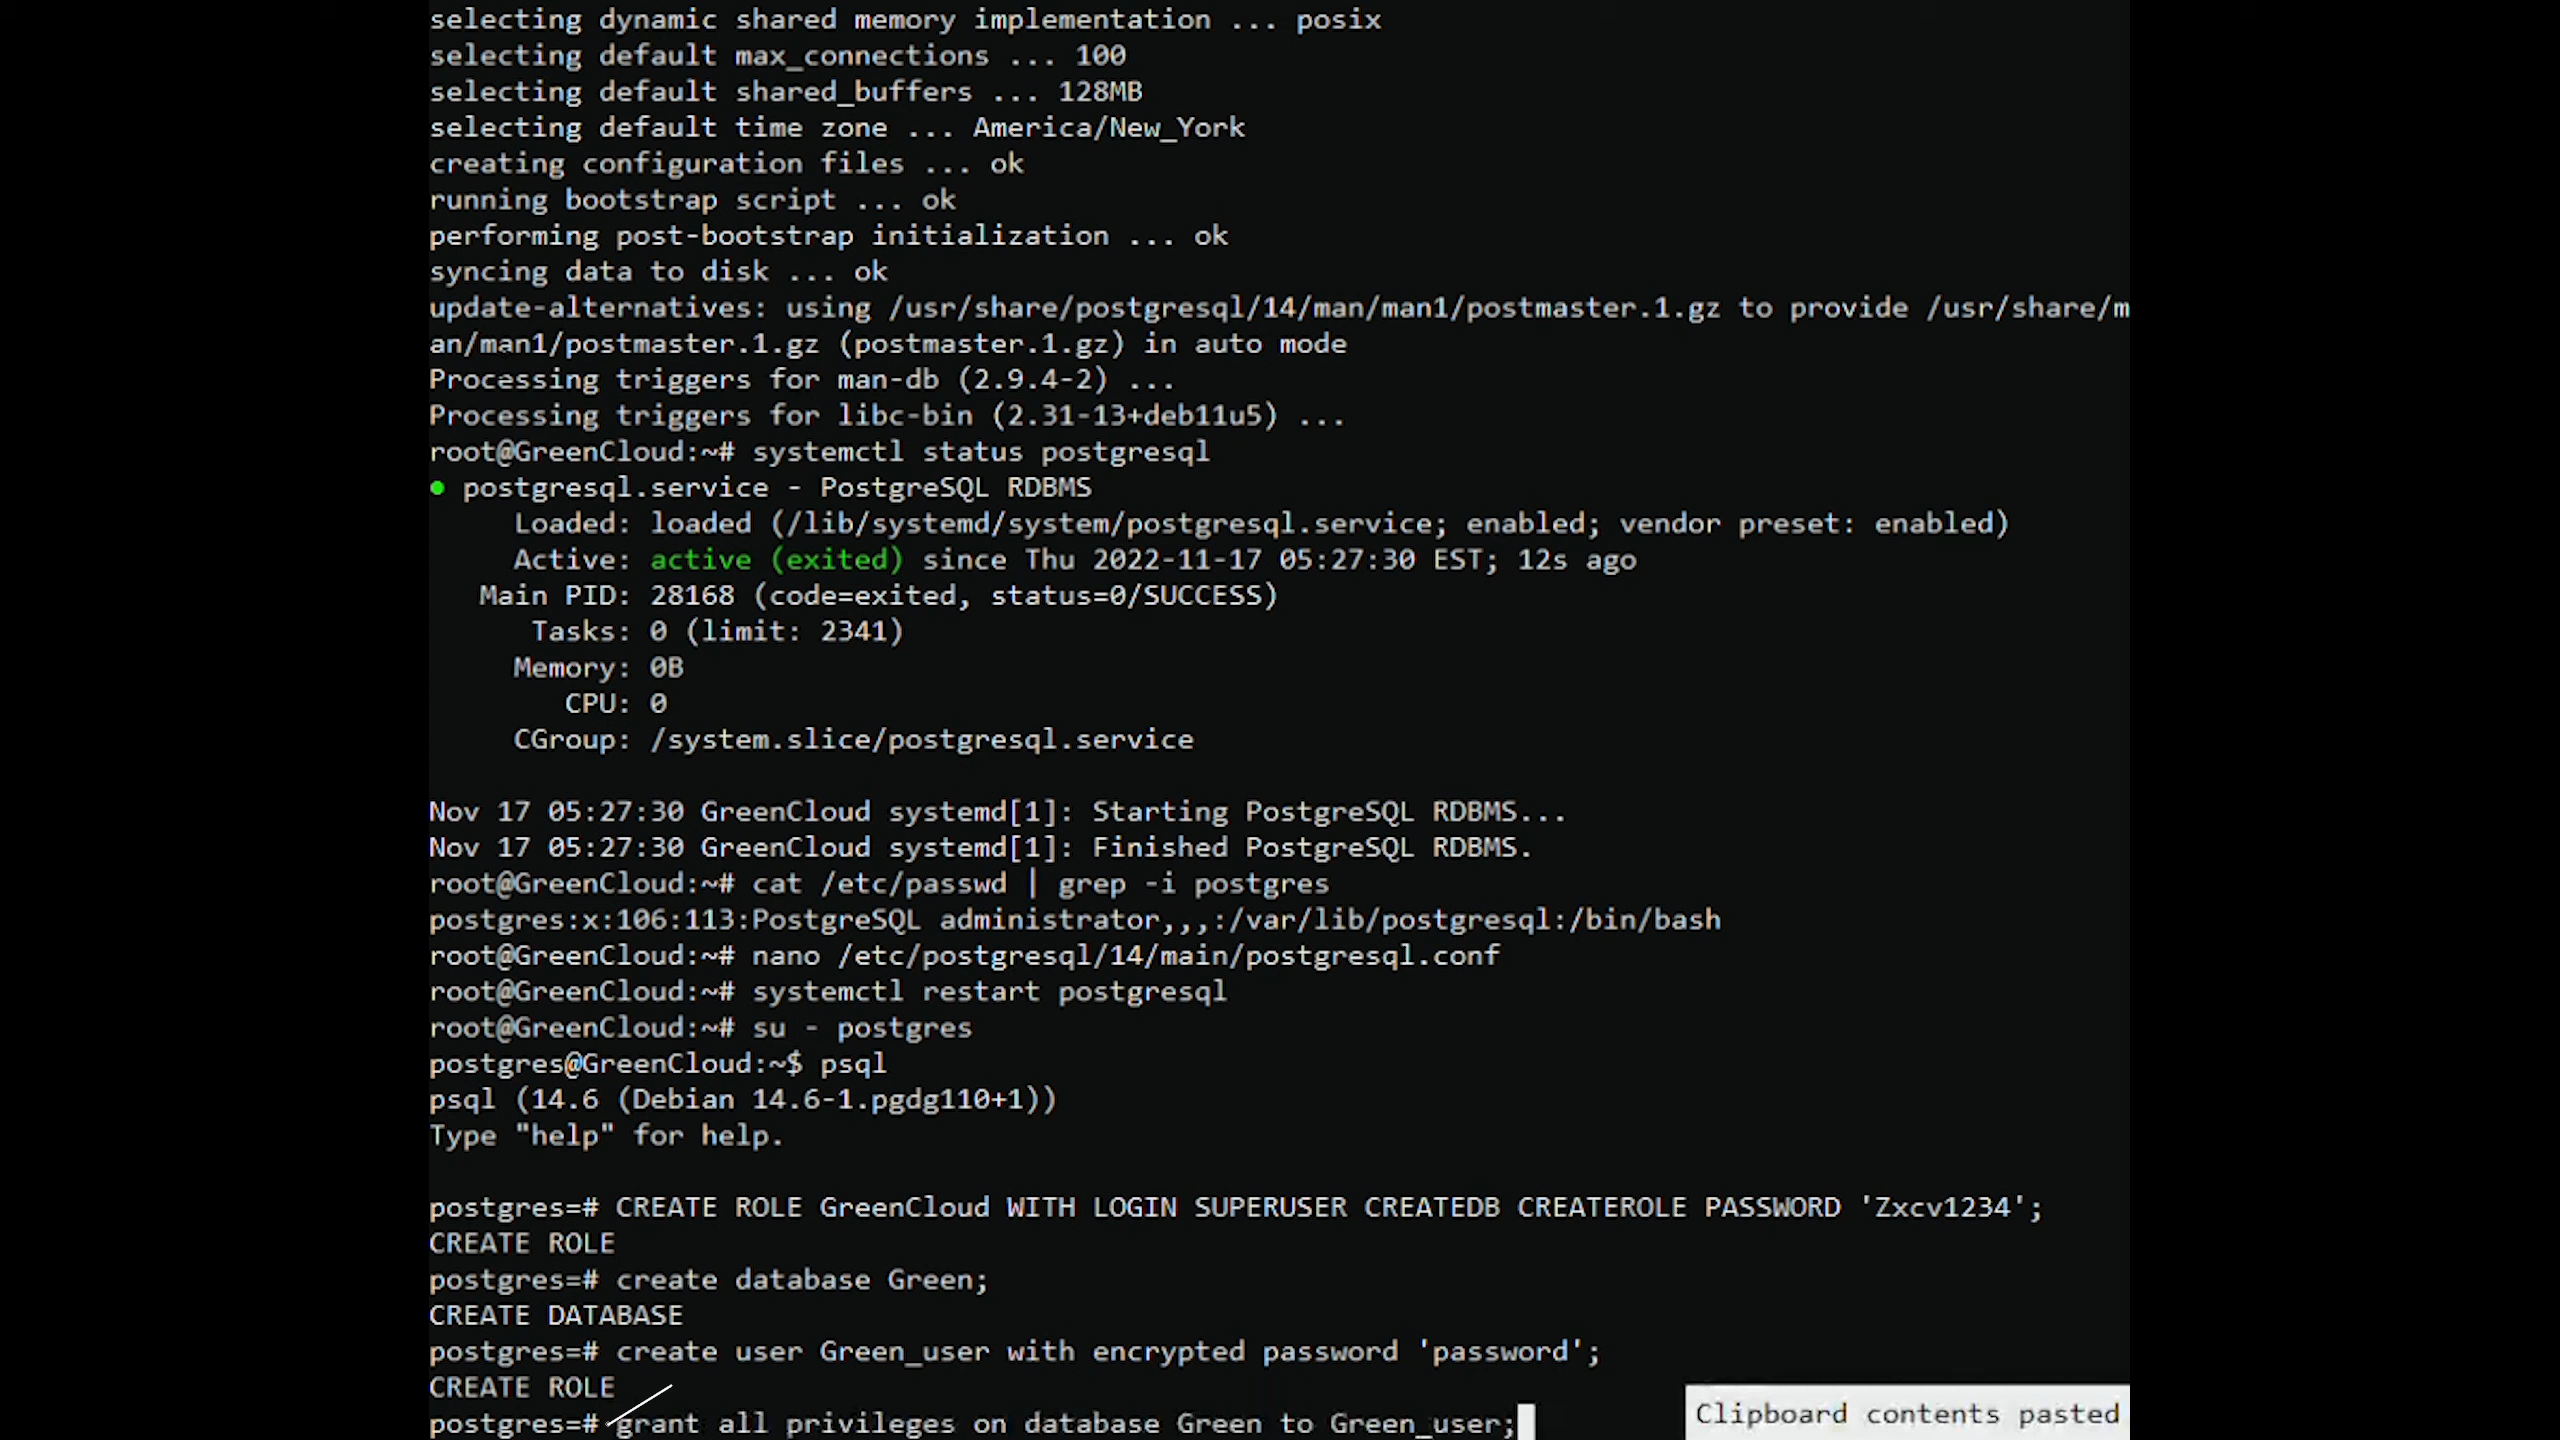 selecting dynamic shared memory implementation ... posix
selecting default max_connections ... 100
selecting default shared_buffers ... 128MB
selecting default time zone ... America/New_York
creating configuration files ... ok
running bootstrap script ... ok
performing post-bootstrap initialization ... ok
syncing data to disk ... ok
update-alternatives: using /usr/share/postgresql/14/man/man1/postmaster.1.gz to provide /usr/share/m
an/man1/postmaster.1.gz (postmaster.1.gz) in auto mode
Processing triggers for man-db (2.9.4-2) ...
Processing triggers for libc-bin (2.31-13+deb11u5) ...
root@GreenCloud:~# systemctl status postgresql
● postgresql.service - PostgreSQL RDBMS
Loaded: loaded (/lib/systemd/system/postgresql.service; enabled; vendor preset: enabled)
Active: active (exited) since Thu 2022-11-17 05:27:30 EST; 12s ago
Main PID: 28168 (code=exited, status=0/SUCCESS)
Tasks: 0 (limit: 2341)
Memory: 0B
CPU: 0
CGroup: /system.slice/postgresql.service
Nov 17 05:27:30 GreenCloud systemd[1]: Starting PostgreSQL RDBMS...
Nov 17 05:27:30 GreenCloud systemd[1]: Finished PostgreSQL RDBMS.
root@GreenCloud:~# cat /etc/passwd | grep -i postgres
postgres:x:106:113:PostgreSQL administrator,,,:/var/lib/postgresql:/bin/bash
root@GreenCloud:~# nano /etc/postgresql/14/main/postgresql.conf
root@GreenCloud:~# systemctl restart postgresql
root@GreenCloud:~# su - postgres
postgres@GreenCloud:~$ psql
psql (14.6 (Debian 14.6-1.pgdg110+1))
Type "help" for help.
postgres=# CREATE ROLE GreenCloud WITH LOGIN SUPERUSER CREATEDB CREATEROLE PASSWORD 'Zxcv1234';
CREATE ROLE
postgres=# create database Green;
CREATE DATABASE
postgres=# create user Green_user with encrypted password 'password';
CREATE ROLE
postgres=# grant all privileges on database Green to Green_user;
Clipboard contents pasted